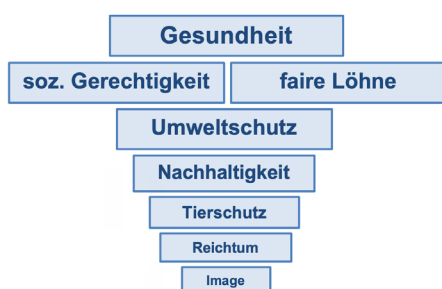 Gesundheit
soz. Gerechtigkeit faire Löhne
Umweltschutz
Nachhaltigkeit
Tierschutz
Reichtum
Image